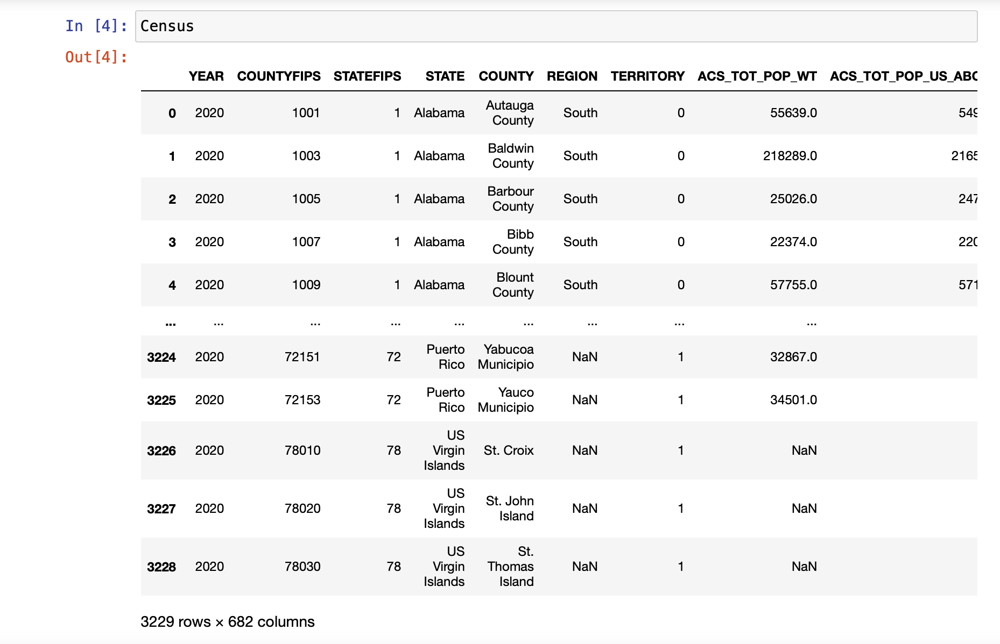 In [4]: Census
Out[4]:
YEAR COUNTYFIPS STATEFIPS STATE COUNTY REGION TERRITORY ACS_TOT_POP_WT ACS_TOT_POP_US_ABO
0 2020 1001 1 Alabama Autauga County South 0 55639.0 549
1 2020 1003 1 Alabama Baldwin County South 0 218289.0 2165
2 2020 1005 1 Alabama Barbour County South 0 25026.0 247
3 2020 1007 1 Alabama Bibb County South 0 22374.0 220
4 2020 1009 1 Alabama Blount County South 0 57755.0 571
... ... ... ... ... ... ... ... ...
3224 2020 72151 72 Puerto Rico Yabucoa Municipio NaN 1 32867.0
3225 2020 72153 72 Puerto Rico Yauco Municipio NaN 1 34501.0
3226 2020 78010 78 US Virgin Islands St. Croix NaN 1 NaN
3227 2020 78020 78 US Virgin Islands St. John Island NaN 1 NaN
3228 2020 78030 78 US Virgin Islands St. Thomas Island NaN 1 NaN
3229 rows × 682 columns